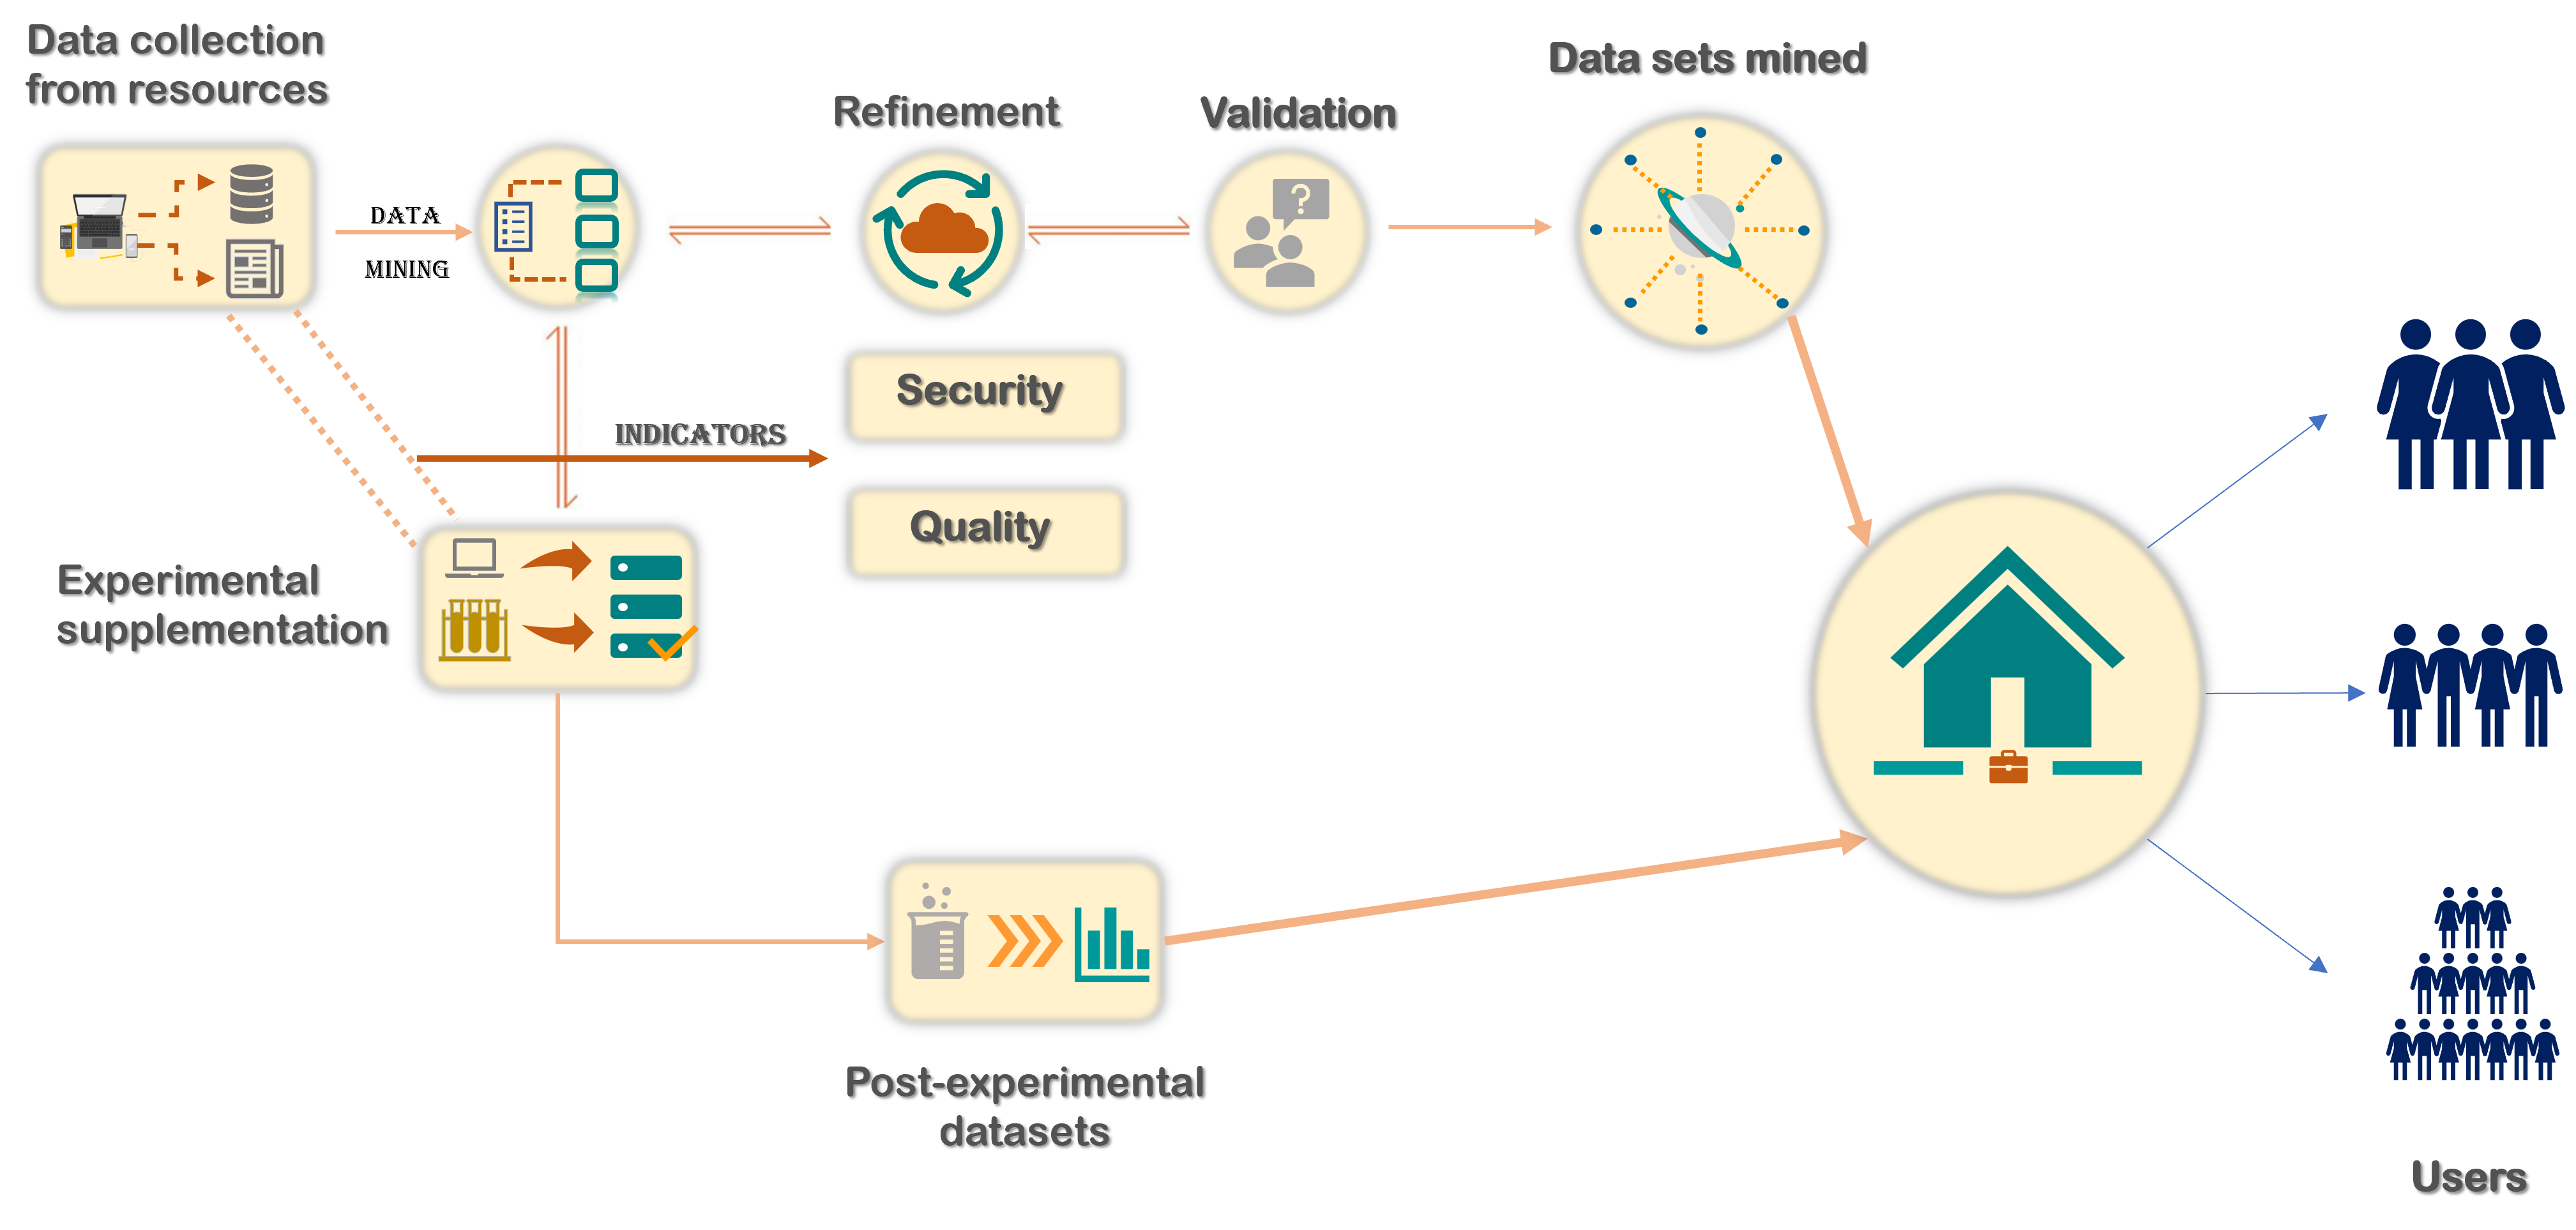 Data collection
from resources
DATA
MINING
Refinement
Validation
Data sets mined
?
INDICATORS
Security
Quality
Experimental
supplementation
Post-experimental
datasets
Users